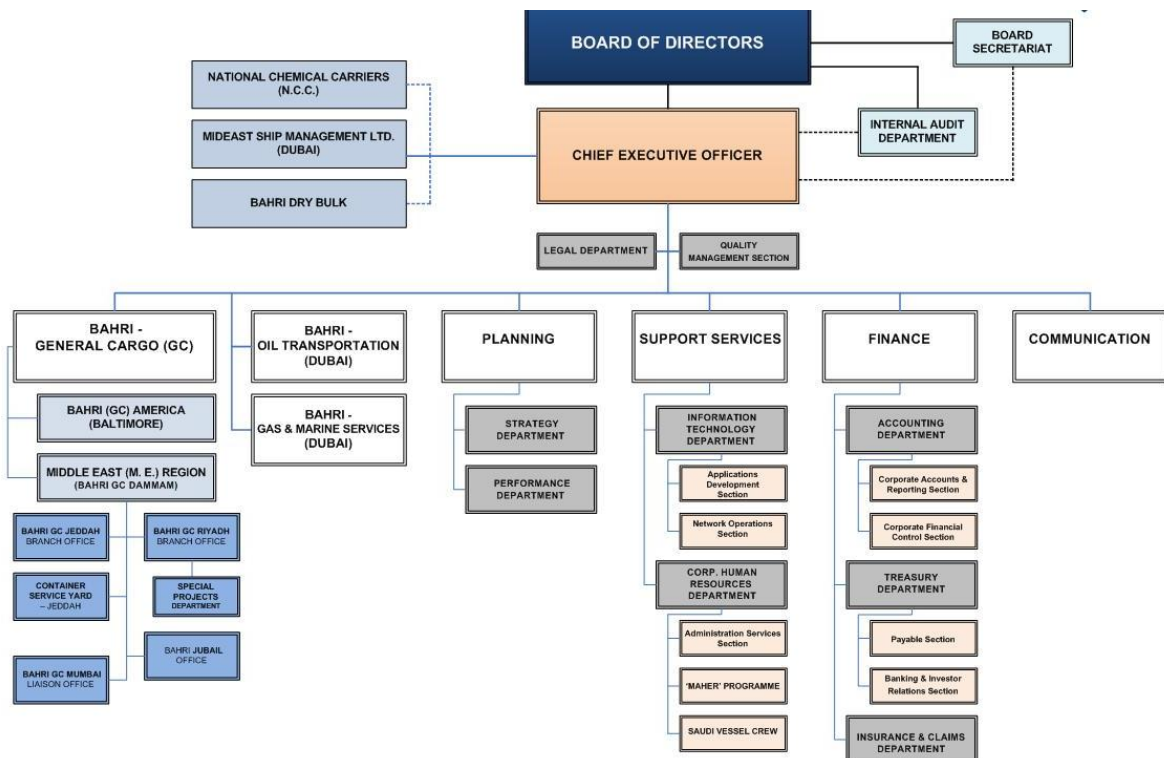 BOARD OF DIRECTORS
BOARD
SECRETARIAT
NATIONAL CHEMICAL CARRIERS
(N.C.C.)
MIDEAST SHIP MANAGEMENT LTD.
(DUBAI)
BAHRI DRY BULK
CHIEF EXECUTIVE OFFICER
INTERNAL AUDIT
DEPARTMENT
LEGAL DEPARTMENT
QUALITY
MANAGEMENT SECTION
BAHRI -
GENERAL CARGO (GC)
BAHRI -
OIL TRANSPORTATION
(DUBAI)
PLANNING
SUPPORT SERVICES
FINANCE
COMMUNICATION
BAHRI (GC) AMERICA
(BALTIMORE)
MIDDLE EAST (M. E.) REGION
(BAHRI GC DAMMAM)
BAHRI GC JEDDAH
BRANCH OFFICE
BAHRI GC RIYADH
BRANCH OFFICE
CONTAINER
SERVICE YARD
– JEDDAH
SPECIAL
PROJECTS
DEPARTMENT
BAHRI GC MUMBAI
LIAISON OFFICE
BAHRI JUBAIL
OFFICE
BAHRI -
GAS & MARINE SERVICES
(DUBAI)
STRATEGY
DEPARTMENT
PERFORMANCE
DEPARTMENT
INFORMATION
TECHNOLOGY
DEPARTMENT
Applications
Development
Section
Network Operations
Section
CORP. HUMAN
RESOURCES
DEPARTMENT
Administration Services
Section
'MAHER' PROGRAMME
SAUDI VESSEL CREW
ACCOUNTING
DEPARTMENT
Corporate Accounts &
Reporting Section
Corporate Financial
Control Section
TREASURY
DEPARTMENT
Payable Section
Banking & Investor
Relations Section
INSURANCE & CLAIMS
DEPARTMENT